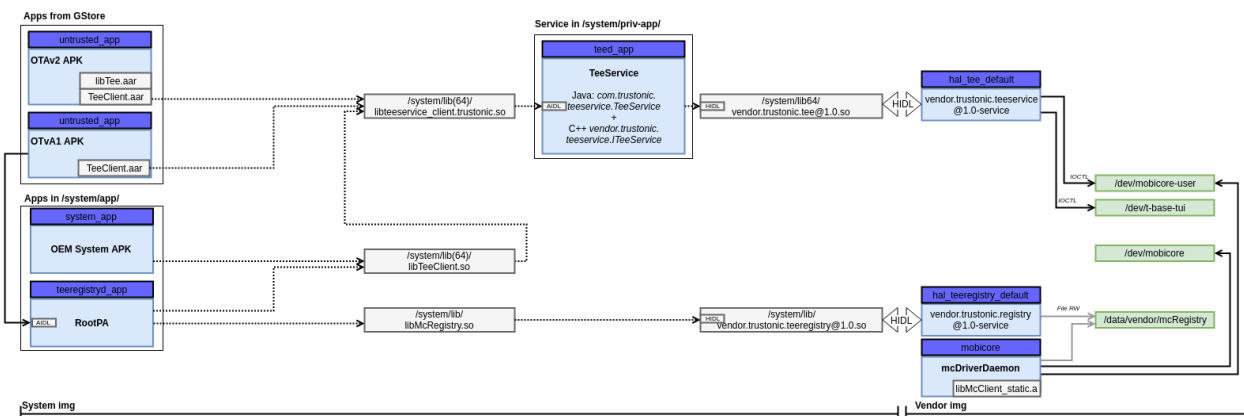 Apps from GStore
untrusted_app
OTAv2 APK
libTee.aar
TeeClient.aar
untrusted_app
OTvA1 APK
TeeClient.aar
Apps in /system/app/
system_app
OEM System APK
teeregistryd_app
AIDL
RootPA
/system/lib(64)/
libteeservice_client.trustonic.so
/system/lib(64)/
libTeeClient.so
/system/lib/
libMcRegistry.so
Service in /system/priv-app/
teed_app
TeeService
Java: com.trustonic.
AIDL
teeservice.TeeService
+
C++ vendor.trustonic.
teeservice.ITeeService
HIDL
/system/lib64/
vendor.trustonic.tee@1.0.so
HIDL
hal_tee_default
vendor.trustonic.teeservice
@1.0-service
IOCTL
/dev/mobicore-user
IOCTL
/dev/t-base-tui
/dev/mobicore
HIDL
/system/lib/
vendor.trustonic.teeregistry@1.0.so
HIDL
hal_teeregistry_default
vendor.trustonic.registry
@1.0-service
File RW
/data/vendor/mcRegistry
mobicore
mcDriverDaemon
libMcClient_static.a
System img
Vendor img